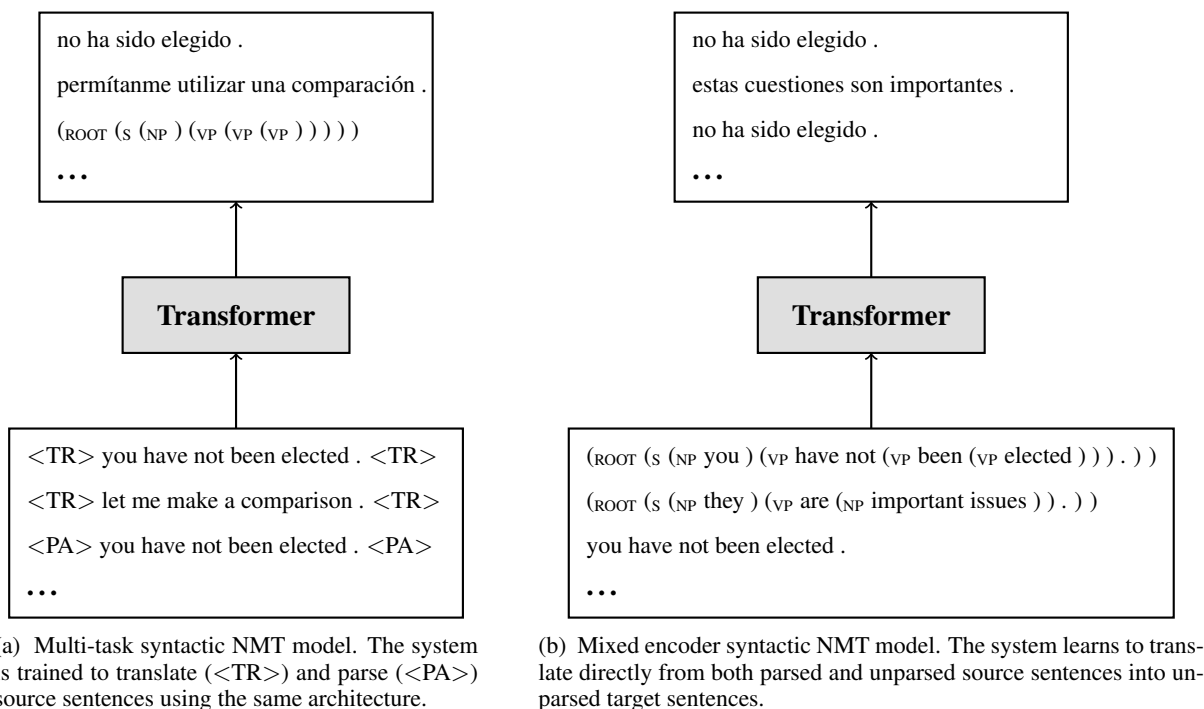 no ha sido elegido .
permítanme utilizar una comparación .
(ROOT (S (NP ) (VP (VP (VP ) ) ) ) )
...
Transformer
<TR> you have not been elected . <TR>
<TR> let me make a comparison . <TR>
<PA> you have not been elected . <PA>
...
a) Multi-task syntactic NMT model. The system
s trained to translate (<TR>) and parse (<PA>)
source sentences using the same architecture.
no ha sido elegido .
estas cuestiones son importantes .
no ha sido elegido .
...
Transformer
(ROOT (S (NP you ) (VP have not (VP been (VP elected ) ) ) . ) )
(ROOT (S (NP they ) (VP are (NP important issues ) ) . ) )
you have not been elected .
...
(b) Mixed encoder syntactic NMT model. The system learns to trans-
late directly from both parsed and unparsed source sentences into un-
parsed target sentences.